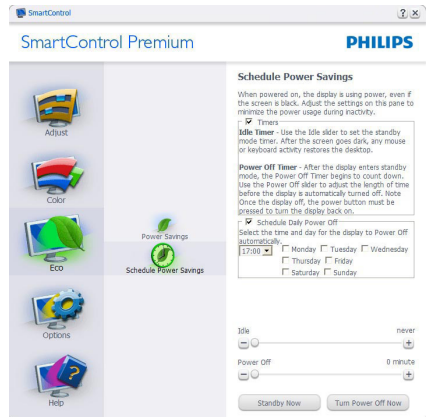 SmartControl
SmartControl Premium
PHILIPS
Adjust
Color
Eco
Options
Help
Power Savings
Schedule Power Savings
Schedule Power Savings
When powered on, the display is using power, even if
the screen is black. Adjust the settings on this pane to
minimize the power usage during inactivity.
Timers
Idle Timer - Use the Idle slider to set the standby
mode timer. After the screen goes dark, any mouse
or keyboard activity restores the desktop.
Power Off Timer - After the display enters standby
mode, the Power Off Timer begins to count down.
Use the Power Off slider to adjust the length of time
before the display is automatically turned off. Note
Once the display off, the power button must be
pressed to turn the display back on.
Schedule Daily Power Off
Select the time and day for the display to Power Off
automatically.
17:00 Monday Tuesday Wednesday
Thursday Friday
Saturday Sunday
Idle never
Power Off 0 minute
Standby Now Turn Power Off Now